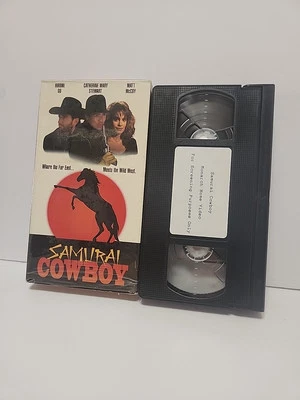 HIROMI
GO
CATHERINE MARY
STEWART
MATT
McCOY
Where the Far East...
Meets the Wild West.
SAMURAI
COWBOY
Samurai Cowboy
Monarch Home Video
For Screening Purposes Only